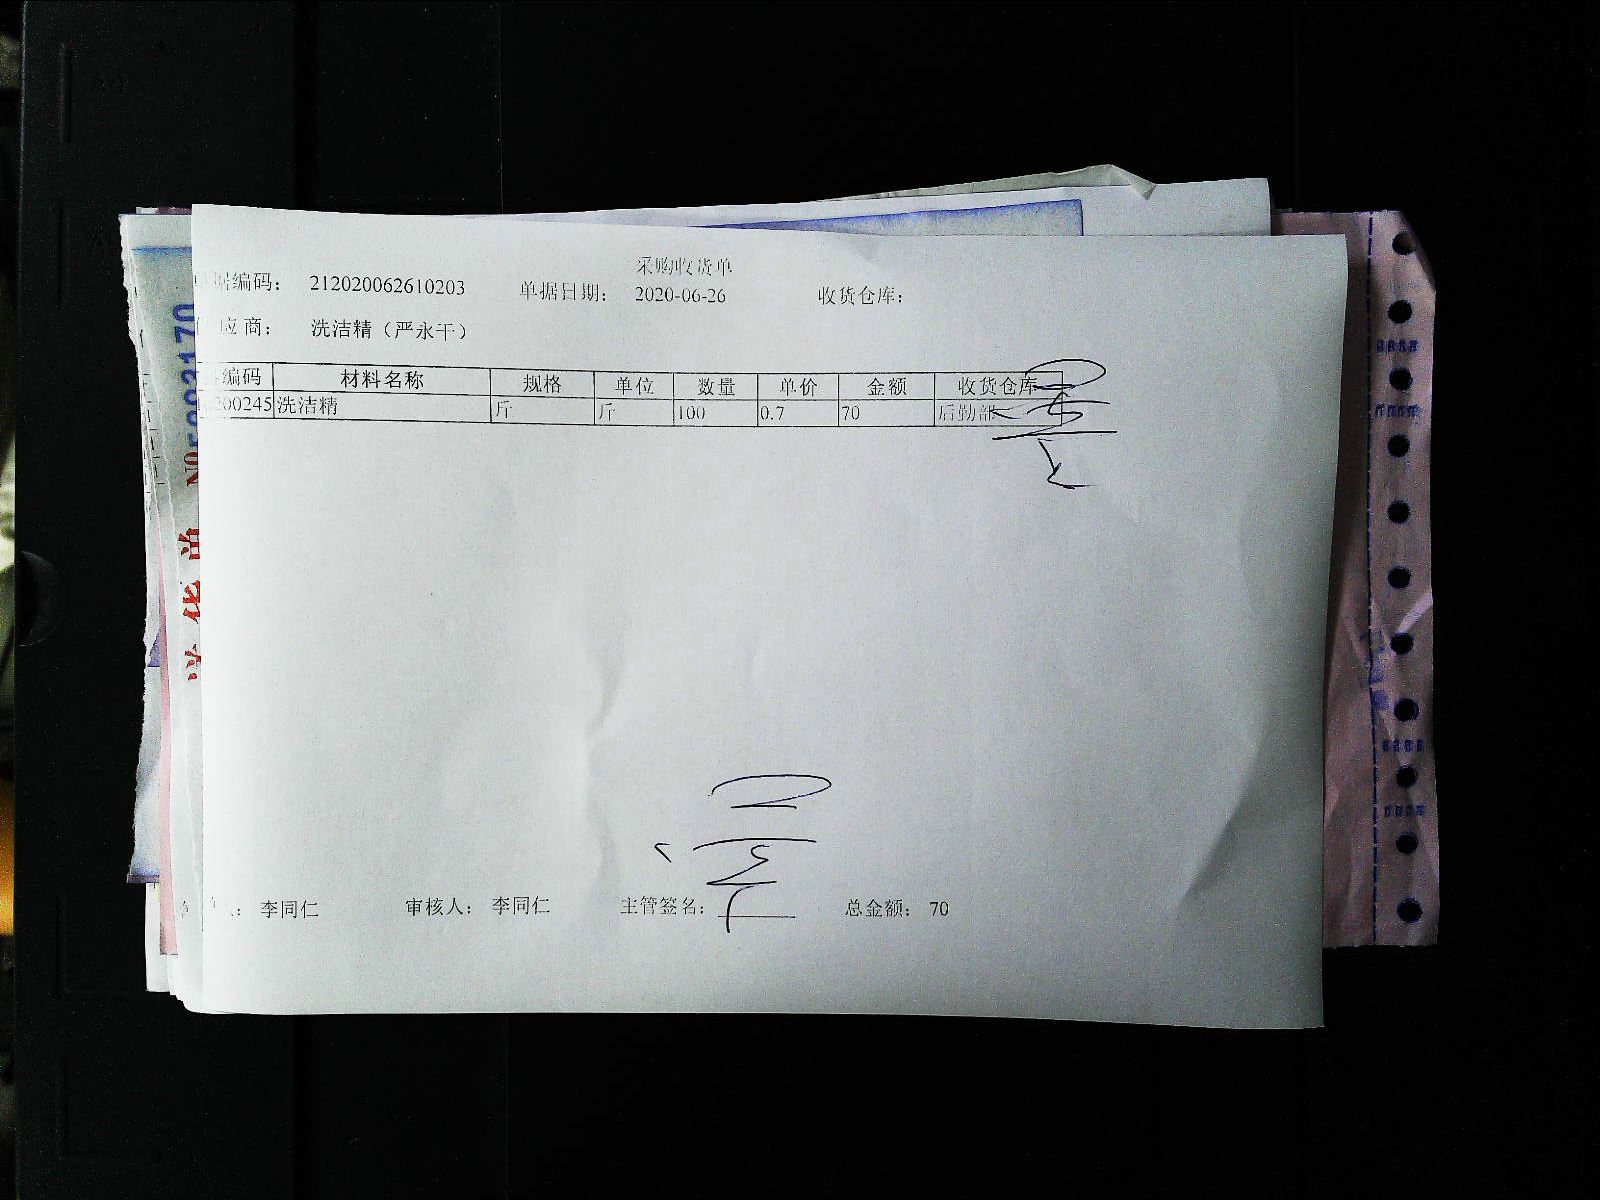 采购收货单
据编码： 212020062610203 单据日期： 2020-06-26 收货仓库：
应商： 洗洁精（严永干）
编码 材料名称 规格 单位 数量 单价 金额 收货仓库
200245 洗洁精 斤 斤 100 0.7 70 后勤部
人： 李同仁 审核人： 李同仁 主管签名： 总金额： 70